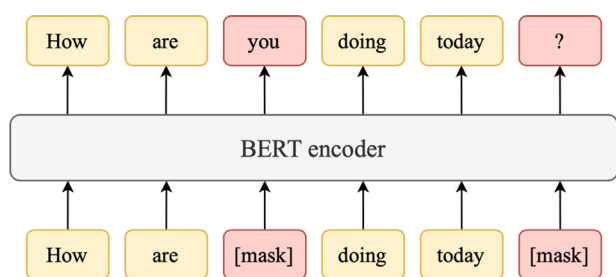 How are you doing today ?
BERT encoder
How are [mask] doing today [mask]